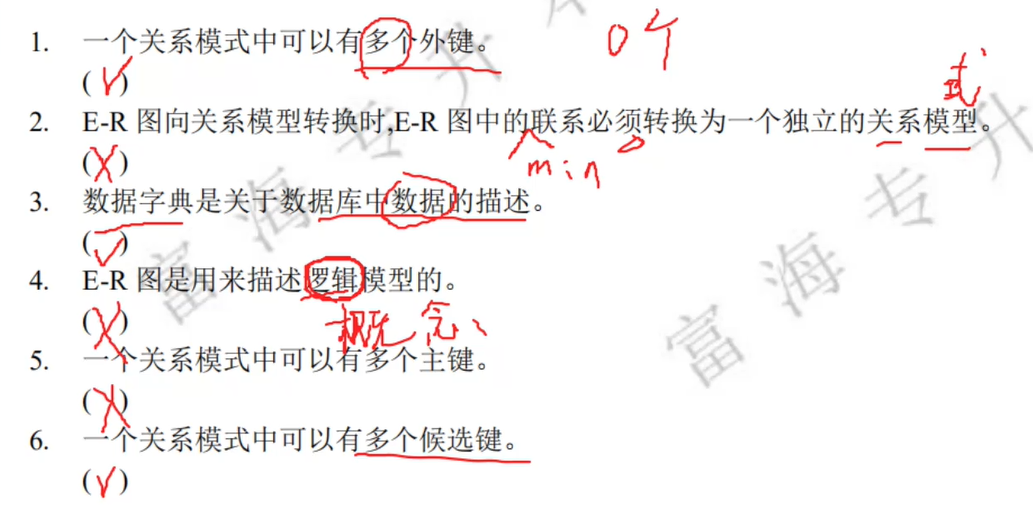 1. 一个关系模式中可以有多个外键。 0个
(√)
式
2. E-R 图向关系模型转换时,E-R 图中的联系必须转换为一个独立的关系模型。
(X) min
3. 数据字典是关于数据库中数据的描述。
(√)
4. E-R 图是用来描述逻辑模型的。
(X) 概念
5. 一个关系模式中可以有多个主键。
(X)
6. 一个关系模式中可以有多个候选键。
(√)
富海专升
富海专升